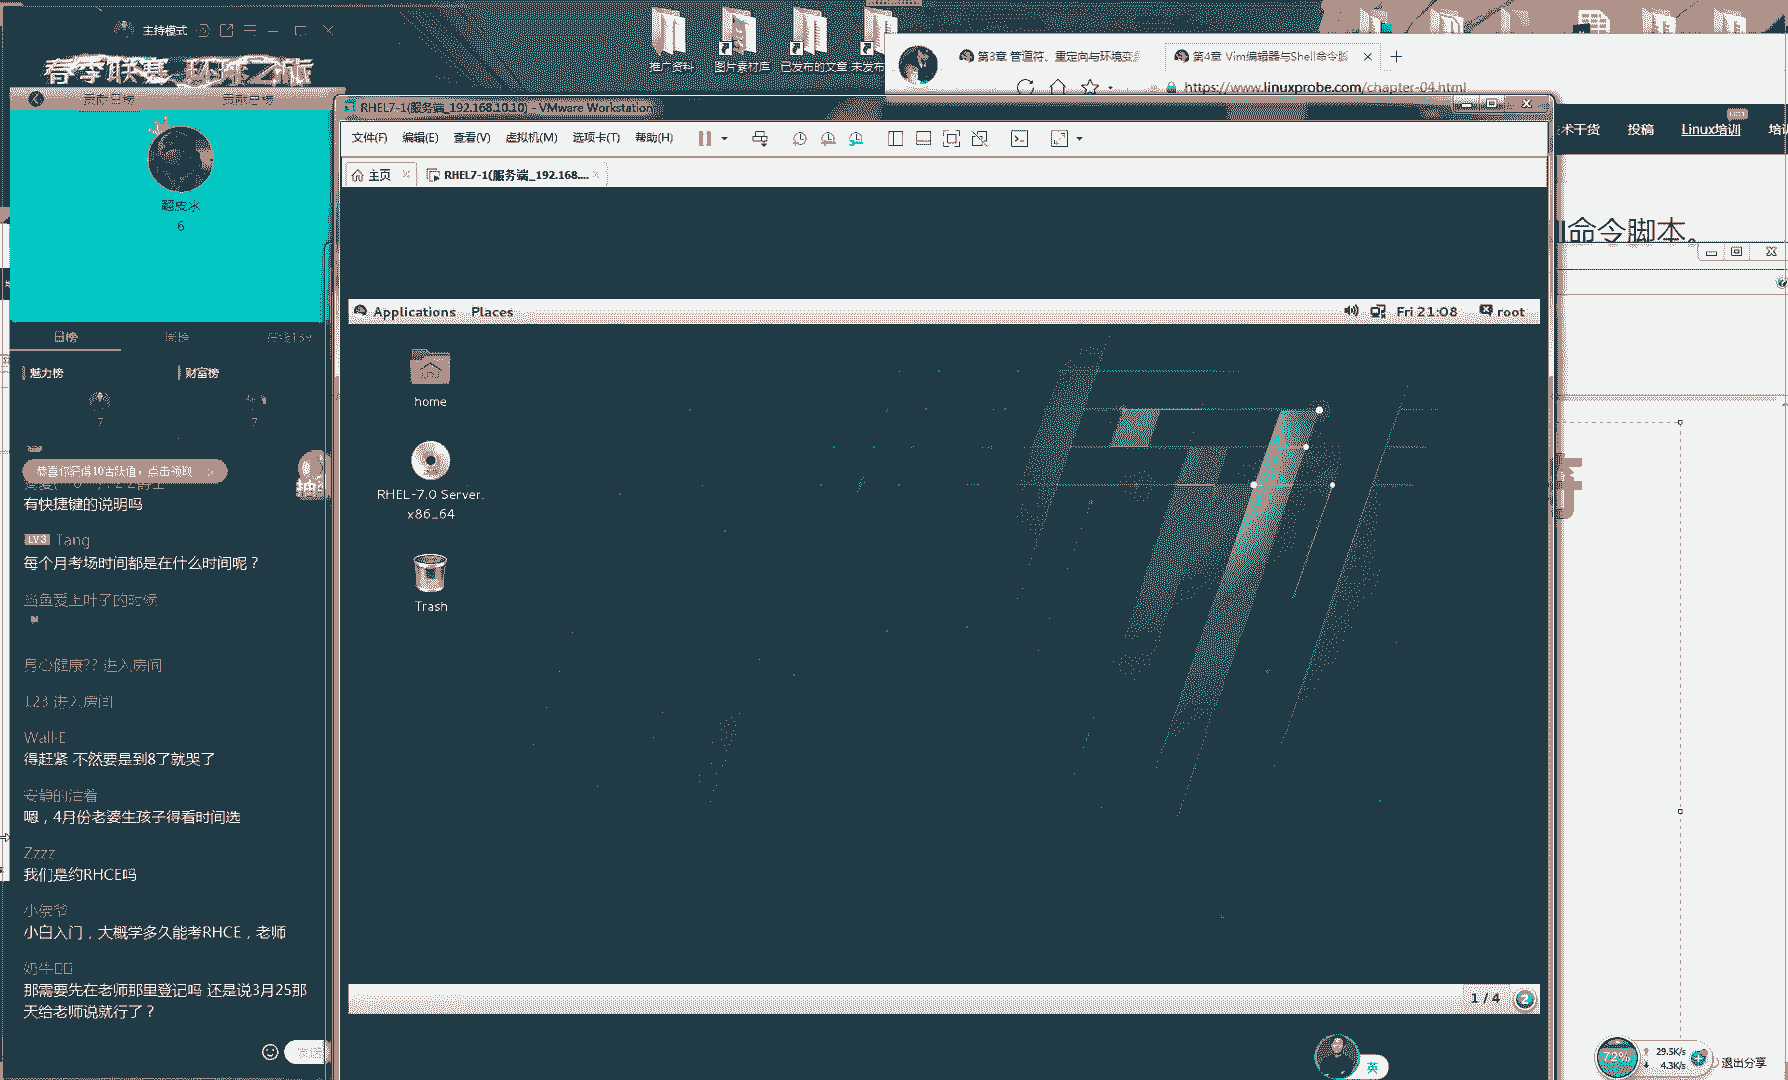 主持模式
春季联赛
贡献日榜
贡献总榜
翻皮水
6
日榜
周榜
魅力榜
财富榜
7
7
恭喜你获得10点经验值，点击领取
有快捷键的说明吗
LV3 Tang
每个月考场时间都是在什么时间呢？
当鱼爱上叶子的时候
身心健康?? 进入房间
123 进入房间
Wall-E
得赶紧 不然要是到8了就哭了
安静的活着
嗯，4月份老婆生孩子得看时间选
Zzzz
我们是约RHCE吗
小侯爷
小白入门，大概学多久能考RHCE，老师
奶牛
那需要先在老师那里登记吗 还是说3月25那
天给老师说就行了？
发送
推广资料
图片素材库
已发布的文章
未发布
第3章 管道符、重定向与环境变
第4章 Vim编辑器与Shell命令脚
https://www.linuxprobe.com/chapter-04.html
术干货
投稿
Linux培训
培训
ll命令脚本。
符
RHEL7-1(服务端_192.168.10.10) - VMware Workstation
文件(F)
编辑(E)
查看(V)
虚拟机(M)
选项卡(T)
帮助(H)
主页
RHEL7-1(服务端_192.168....
Applications
Places
Fri 21:08
root
home
RHEL-7.0 Server.
x86_64
Trash
1 / 4
2
英
72%
29.5K/s
4.3K/s
退出分享